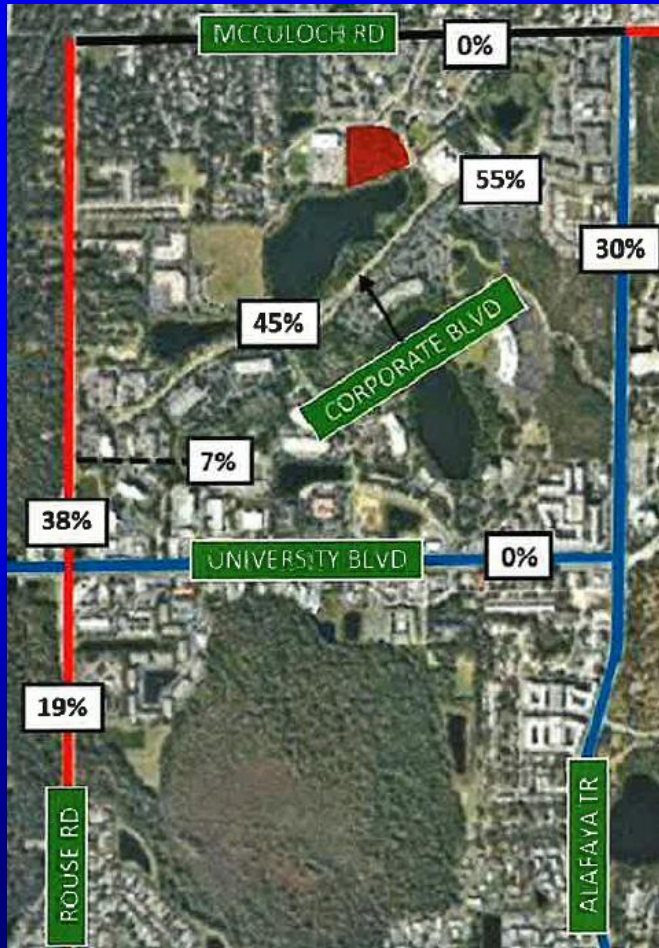 MCCULOCH RD
0%
55%
30%
45%
CORPORATE BLVD
7%
38%
UNIVERSITY BLVD
0%
19%
ROUSE RD
ALAFAYA TR